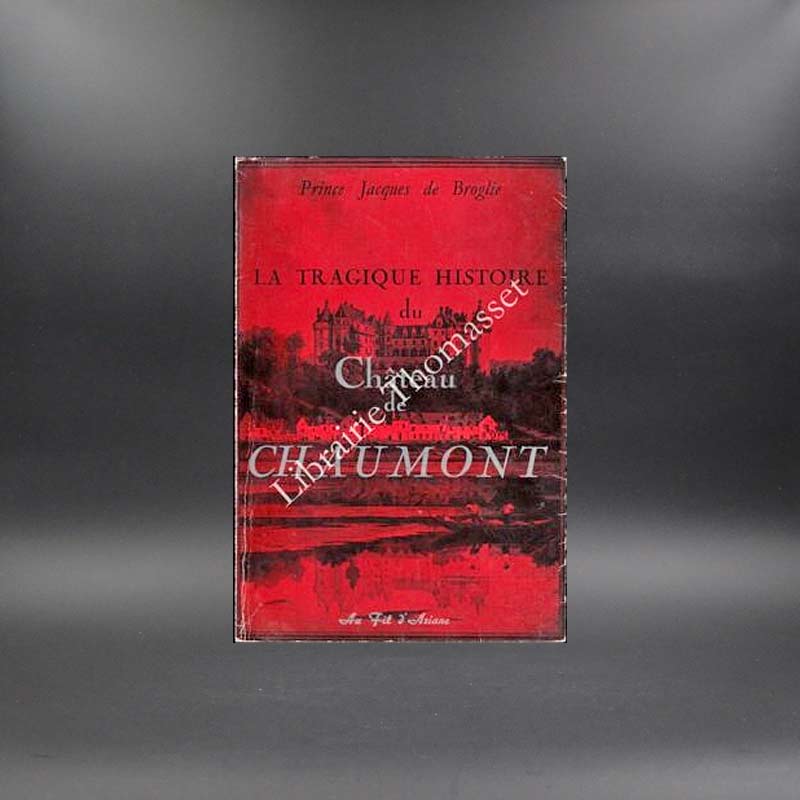 Prince Jacques de Broglie
LA TRAGIQUE HISTOIRE
du
Château
de
CHAUMONT
Au Fil d'Ariane
Librairie Thomasset